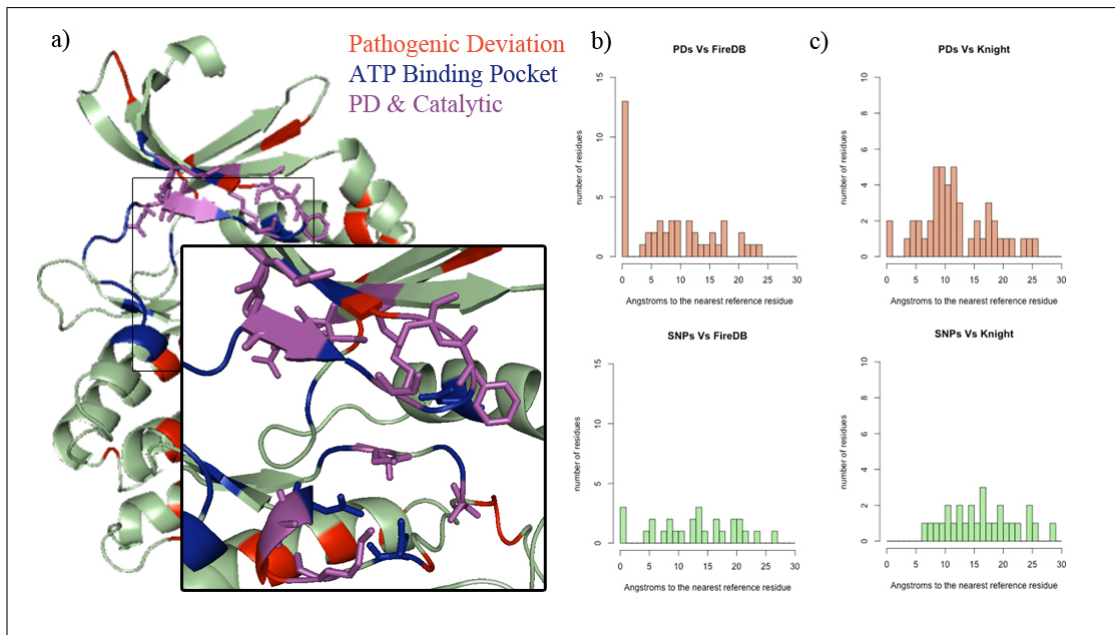 a)
Pathogenic Deviation
ATP Binding Pocket
PD & Catalytic
b)
PDs Vs FireDB
number of residues
15
10
5
0
0 5 10 15 20 25 30
Angstroms to the nearest reference residue
SNPs Vs FireDB
number of residues
15
10
5
0
0 5 10 15 20 25 30
Angstroms to the nearest reference residue
c)
PDs Vs Knight
number of residues
10
8
6
4
2
0
0 5 10 15 20 25 30
Angstroms to the nearest reference residue
SNPs Vs Knight
number of residues
10
8
6
4
2
0
0 5 10 15 20 25 30
Angstroms to the nearest reference residue